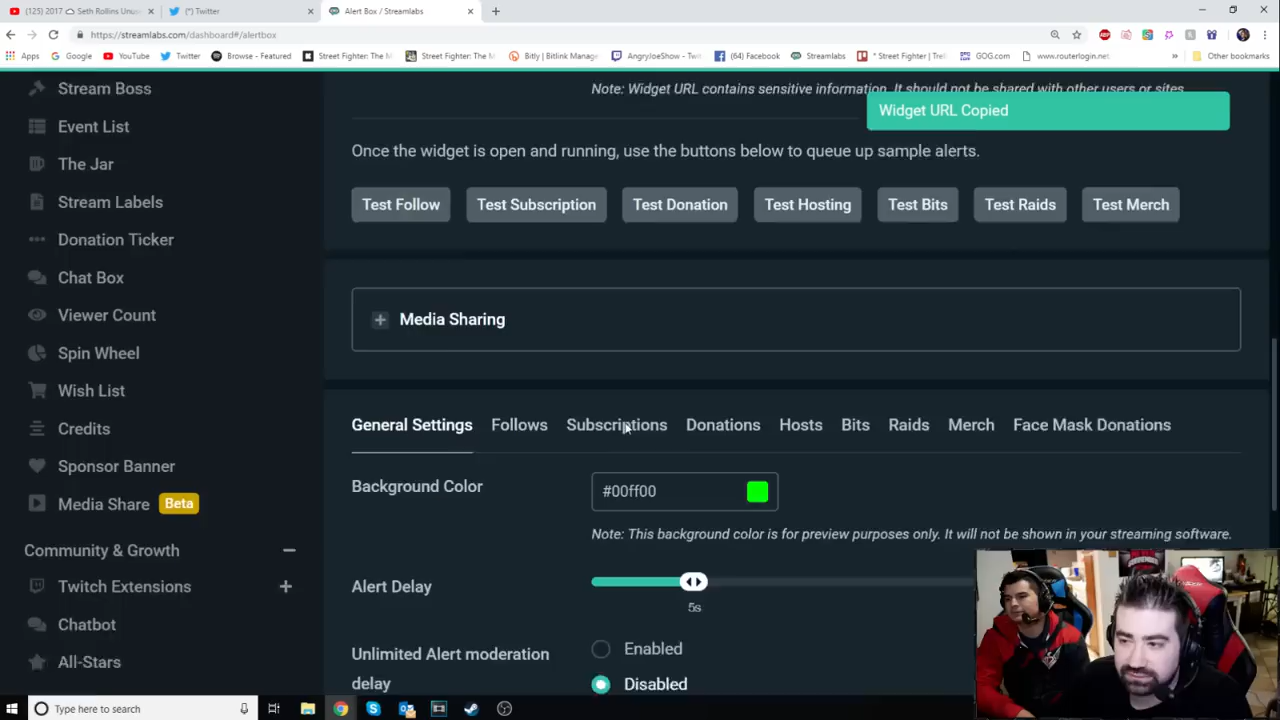 (125) 2017 Seth Rollins Unus
(*) Twitter
Alert Box / Streamlabs
https://streamlabs.com/dashboard#/alertbox
Apps
Google
YouTube
Twitter
Browse - Featured
Street Fighter: The M
Street Fighter: The M
Bitly | Bitlink Manage
AngryJoeShow - Twi
(64) Facebook
Streamlabs
* Street Fighter | Trel
GOG.com
www.routerlogin.net
»
Other bookmarks
Stream Boss
Event List
The Jar
Stream Labels
Donation Ticker
Chat Box
Viewer Count
Spin Wheel
Wish List
Credits
Sponsor Banner
Media Share Beta
Community & Growth
Twitch Extensions
Chatbot
All-Stars
Note: Widget URL contains sensitive information. It should not be shared with other users or sites.
Widget URL Copied
Once the widget is open and running, use the buttons below to queue up sample alerts.
Test Follow
Test Subscription
Test Donation
Test Hosting
Test Bits
Test Raids
Test Merch
Media Sharing
General Settings
Follows
Subscriptions
Donations
Hosts
Bits
Raids
Merch
Face Mask Donations
Background Color
#00ff00
Note: This background color is for preview purposes only. It will not be shown in your streaming software.
Alert Delay
5s
Unlimited Alert moderation
delay
Enabled
Disabled
Type here to search